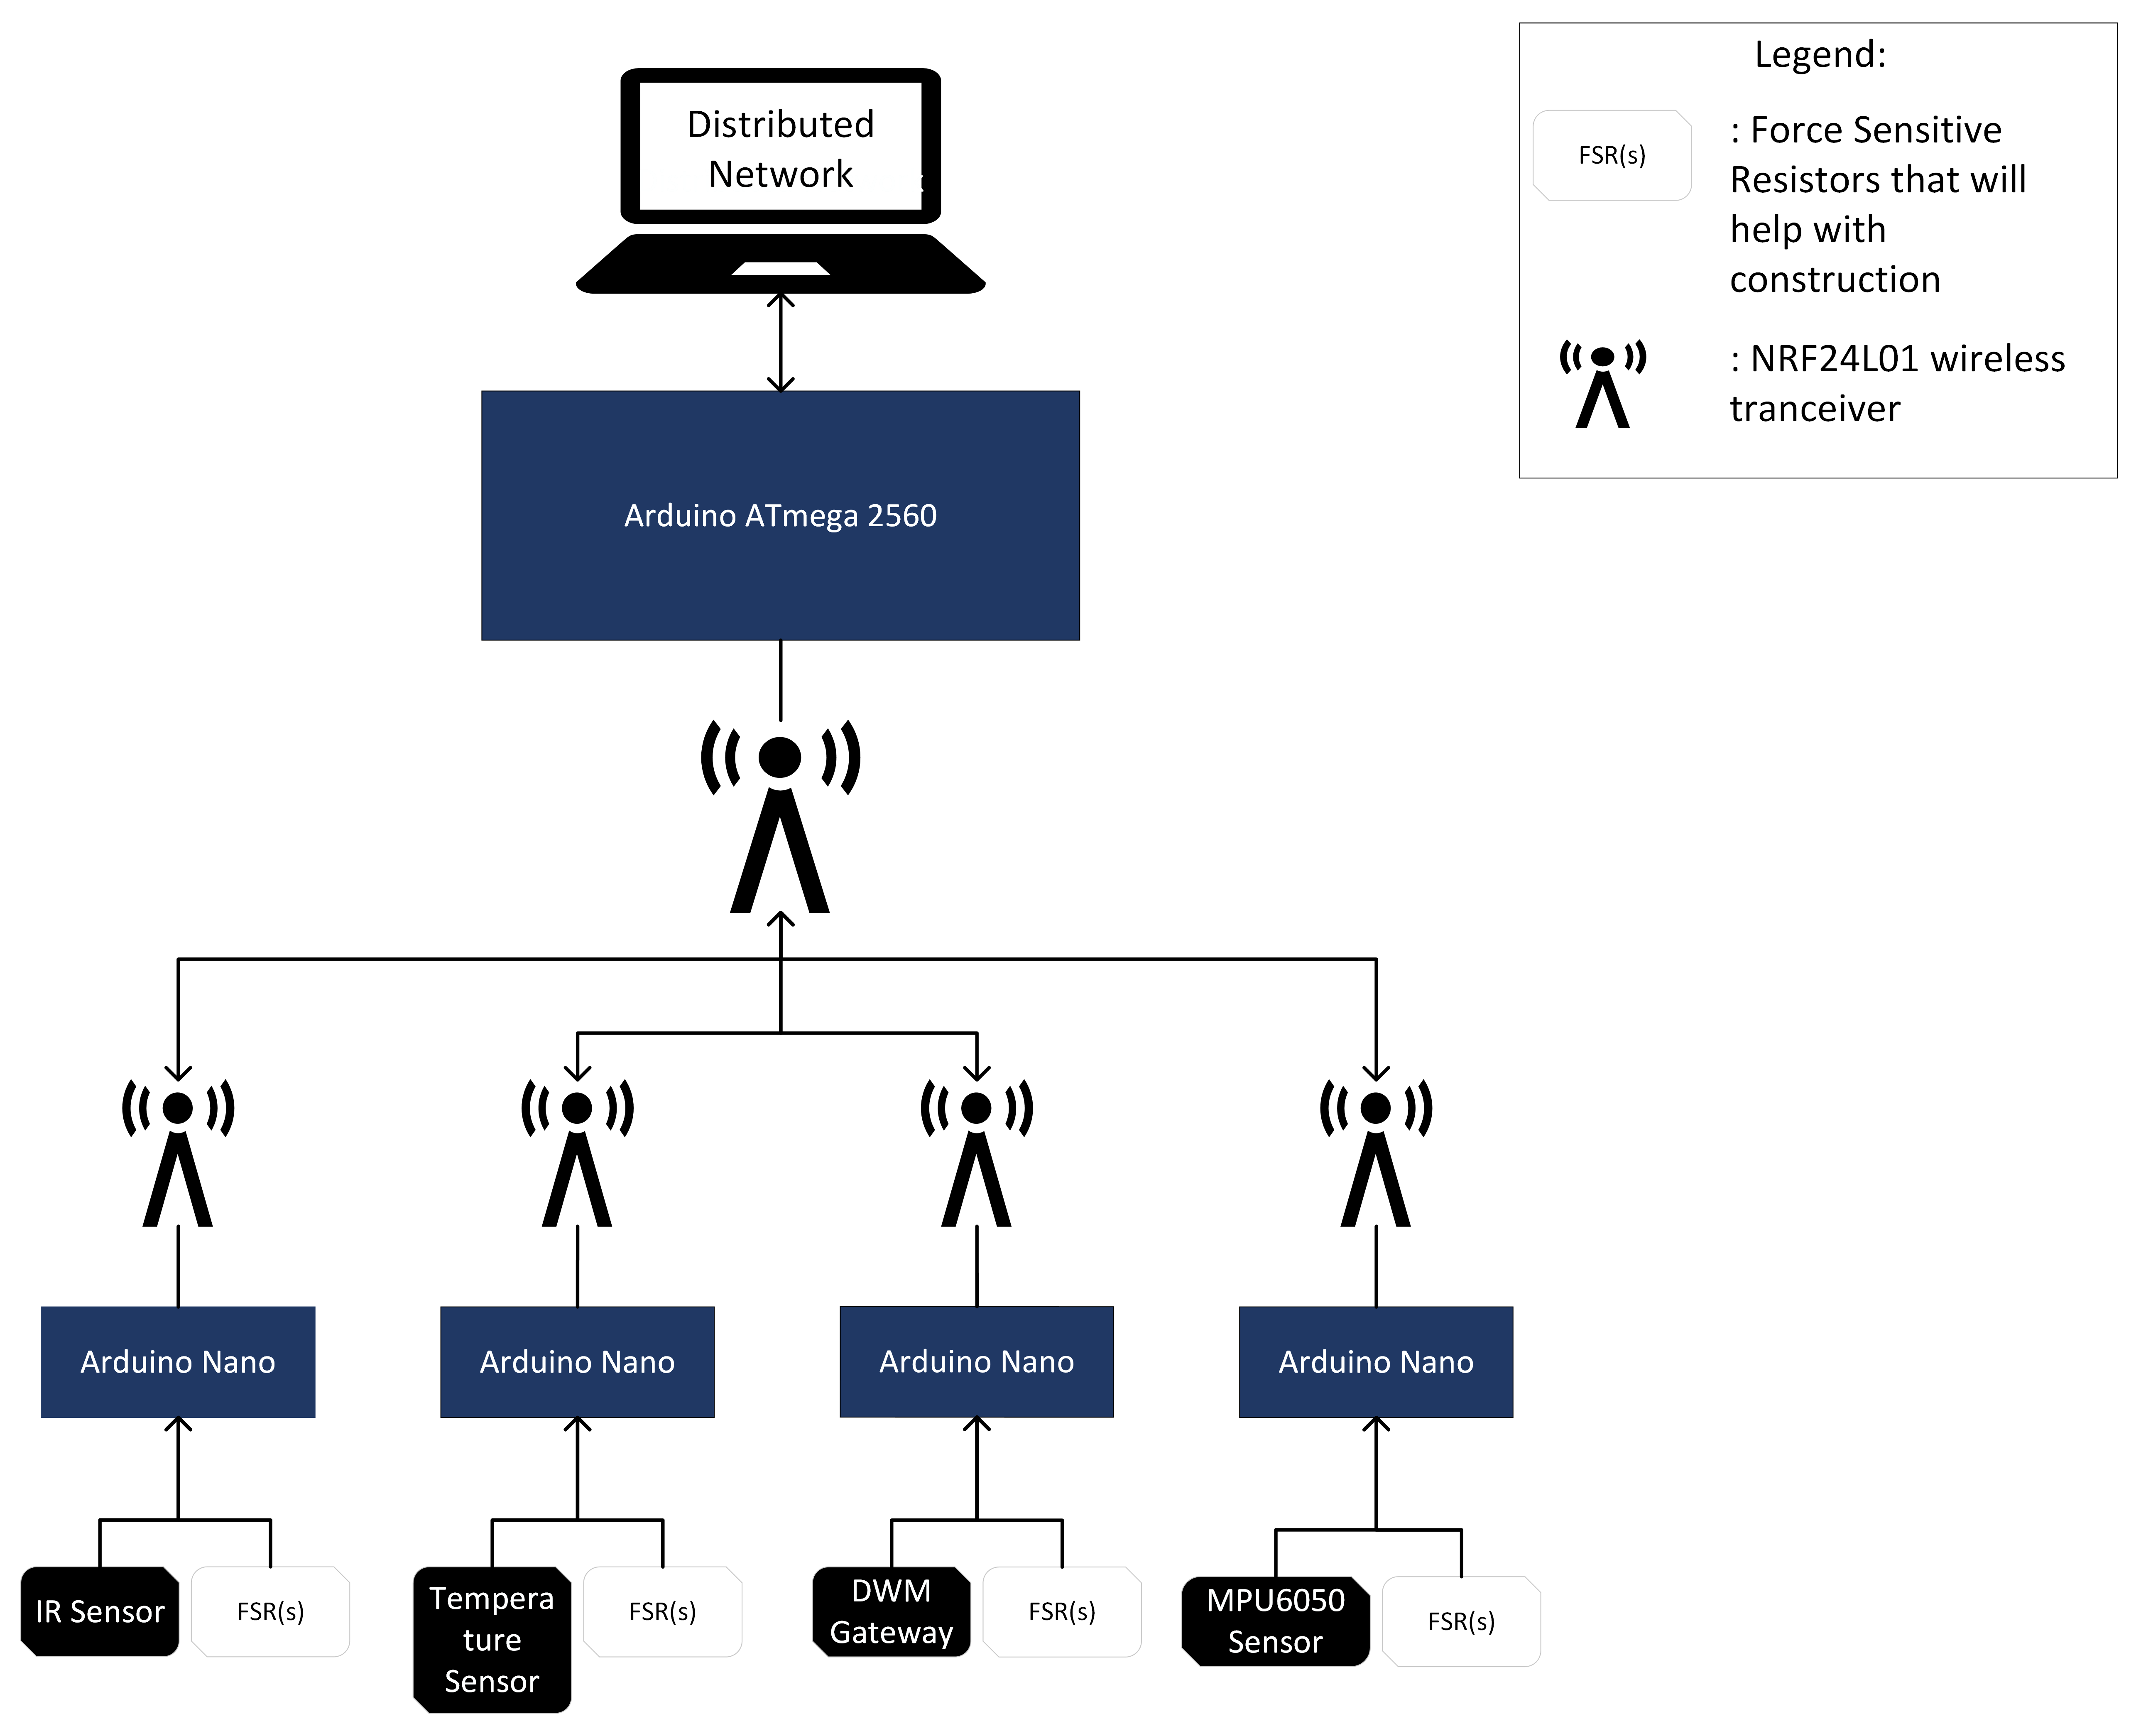 Distributed
Network
Legend:
FSR(s)
: Force Sensitive
Resistors that will
help with
construction
: NRF24L01 wireless
tranceiver
Arduino ATmega 2560
Arduino Nano
Arduino Nano
Arduino Nano
Arduino Nano
IR Sensor
FSR(s)
Tempera
ture
Sensor
FSR(s)
DWM
Gateway
FSR(s)
MPU6050
Sensor
FSR(s)